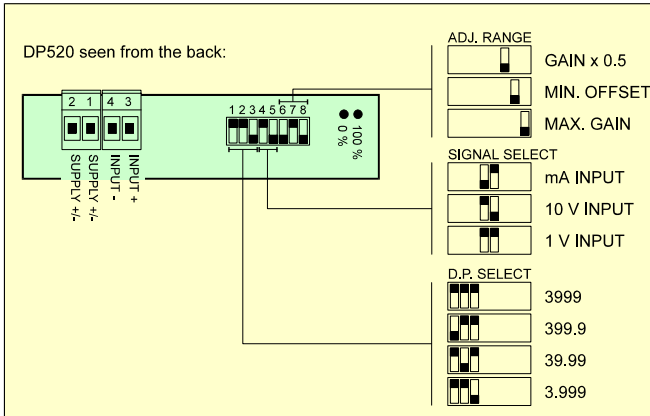 DP520 seen from the back:
2 1 4 3
SUPPLY +/-
SUPPLY +/-
INPUT -
INPUT +
1 2 3 4 5 6 7 8
0 %
100 %
ADJ. RANGE
GAIN x 0.5
MIN. OFFSET
MAX. GAIN
SIGNAL SELECT
mA INPUT
10 V INPUT
1 V INPUT
D.P. SELECT
3999
399.9
39.99
3.999